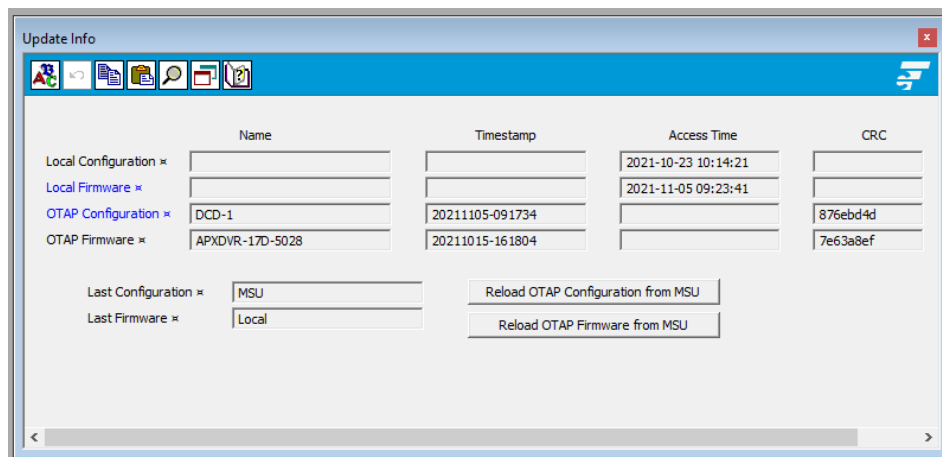 Update Info
Name Timestamp Access Time CRC
Local Configuration ¤ 2021-10-23 10:14:21
Local Firmware ¤ 2021-11-05 09:23:41
OTAP Configuration ¤ DCD-1 20211105-091734 876ebd4d
OTAP Firmware ¤ APXDVR-17D-5028 20211015-161804 7e63a8ef
Last Configuration ¤ MSU Reload OTAP Configuration from MSU
Last Firmware ¤ Local Reload OTAP Firmware from MSU